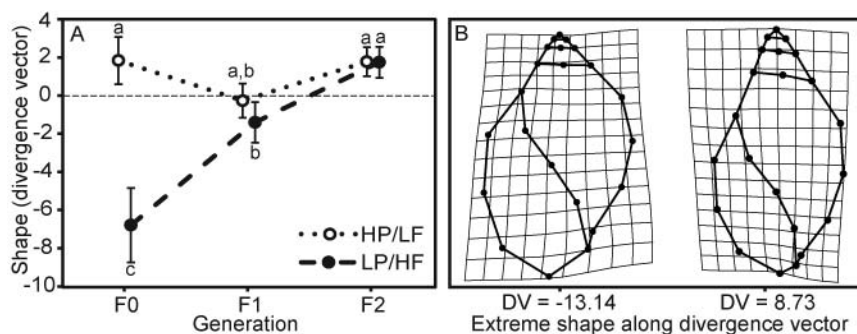 A
B
Shape (divergence vector)
4
2
0
-2
-4
-6
-8
-10
a
a,b
a a
b
c
HP/LF
LP/HF
F0 F1 F2
Generation
DV = -13.14 DV = 8.73
Extreme shape along divergence vector